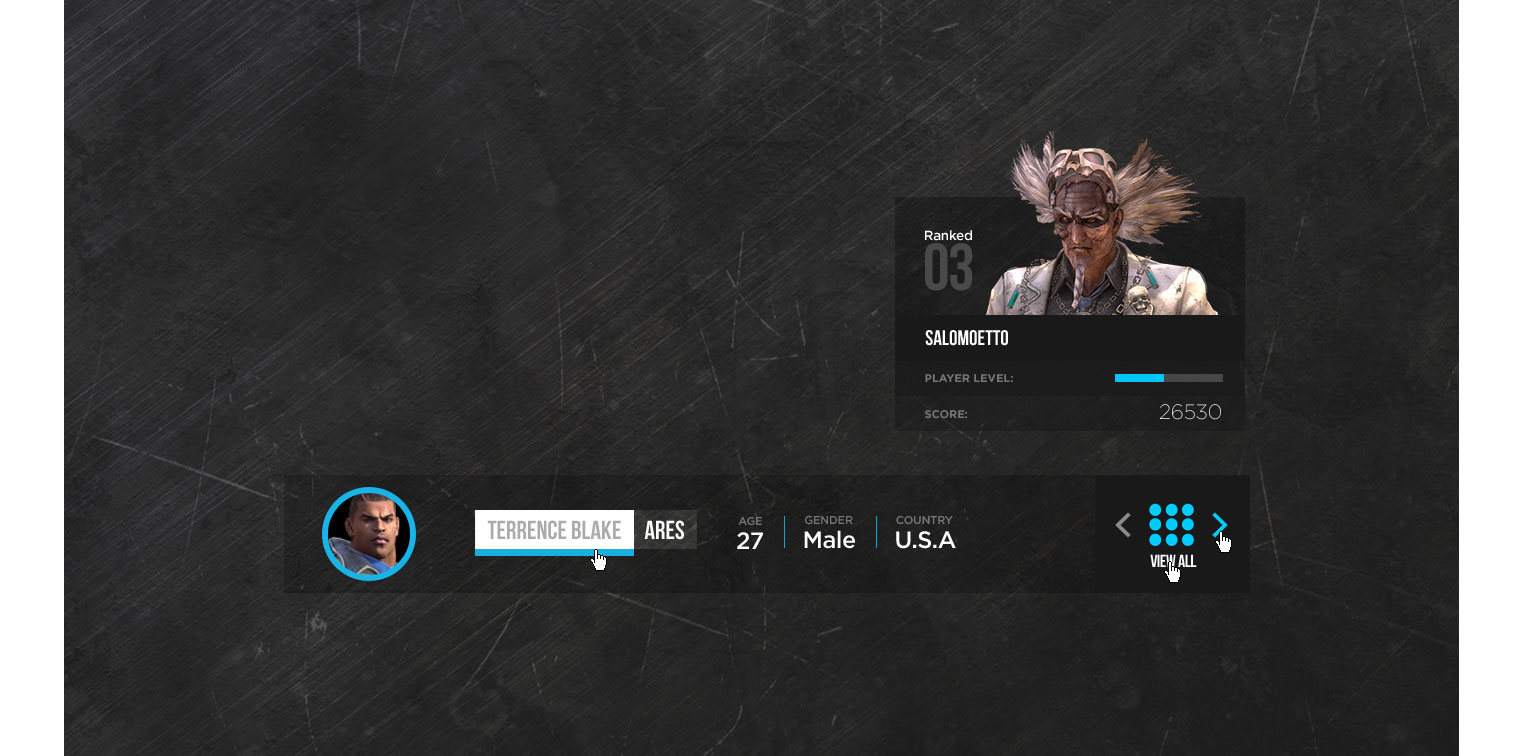 Ranked
03
SALOMOETTO
PLAYER LEVEL:
SCORE: 26530
TERRENCE BLAKE ARES
AGE GENDER COUNTRY
27 Male U.S.A
VIEW ALL